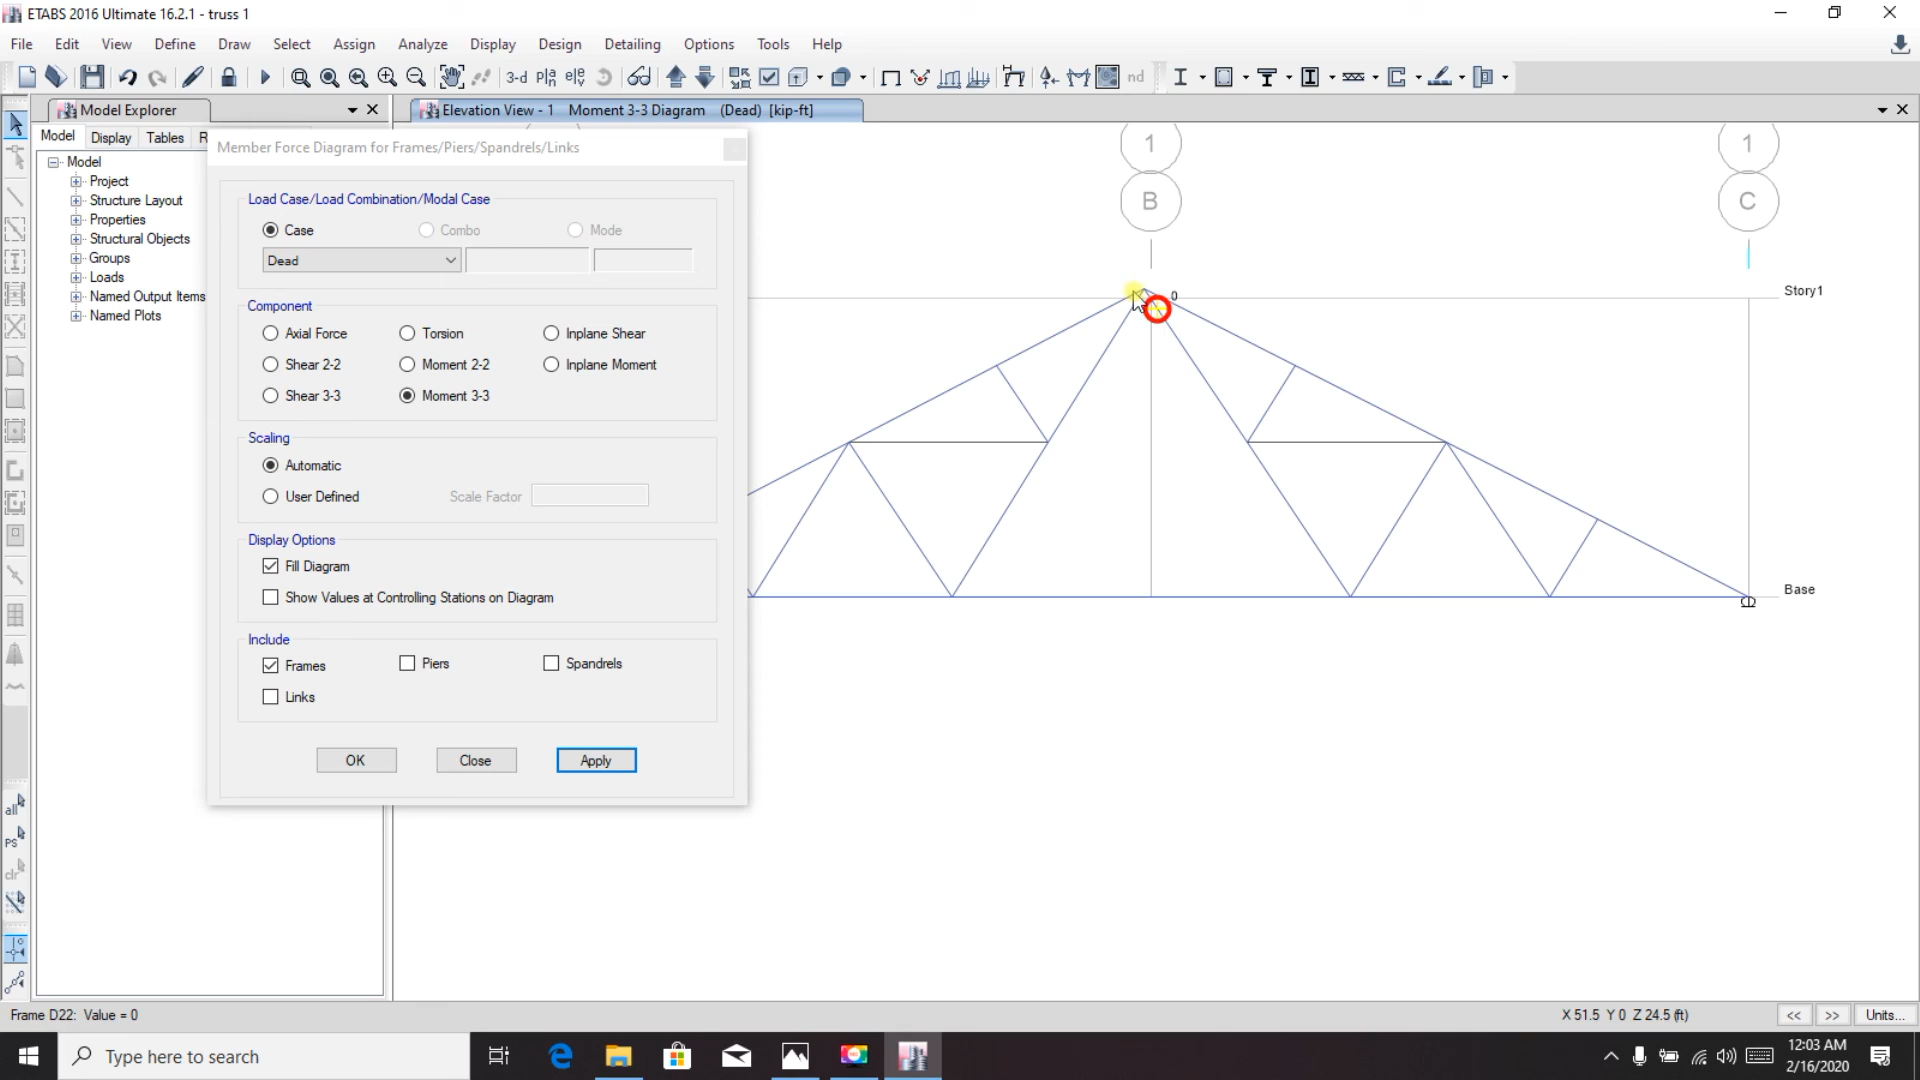 ETABS 2016 Ultimate 16.2.1 - truss 1
File Edit View Define Draw Select Assign Analyze Display Design Detailing Options Tools Help
3-d nd
Model Explorer
Elevation View - 1 Moment 3-3 Diagram (Dead) [kip-ft]
Model Display Tables R
Model
Project
Structure Layout
Properties
Structural Objects
Groups
Loads
Named Output Items
Named Plots
Member Force Diagram for Frames/Piers/Spandrels/Links
Load Case/Load Combination/Modal Case
Case Combo Mode
Dead
Component
Axial Force Torsion Inplane Shear
Shear 2-2 Moment 2-2 Inplane Moment
Shear 3-3 Moment 3-3
Scaling
Automatic
User Defined Scale Factor
Display Options
Fill Diagram
Show Values at Controlling Stations on Diagram
Include
Frames Piers Spandrels
Links
OK Close Apply
1 1
B C
0
Story1
Base
all
PS
clr
Frame D22: Value = 0
X 51.5 Y 0 Z 24.5 (ft)
<< >> Units...
Type here to search
12:03 AM
2/16/2020